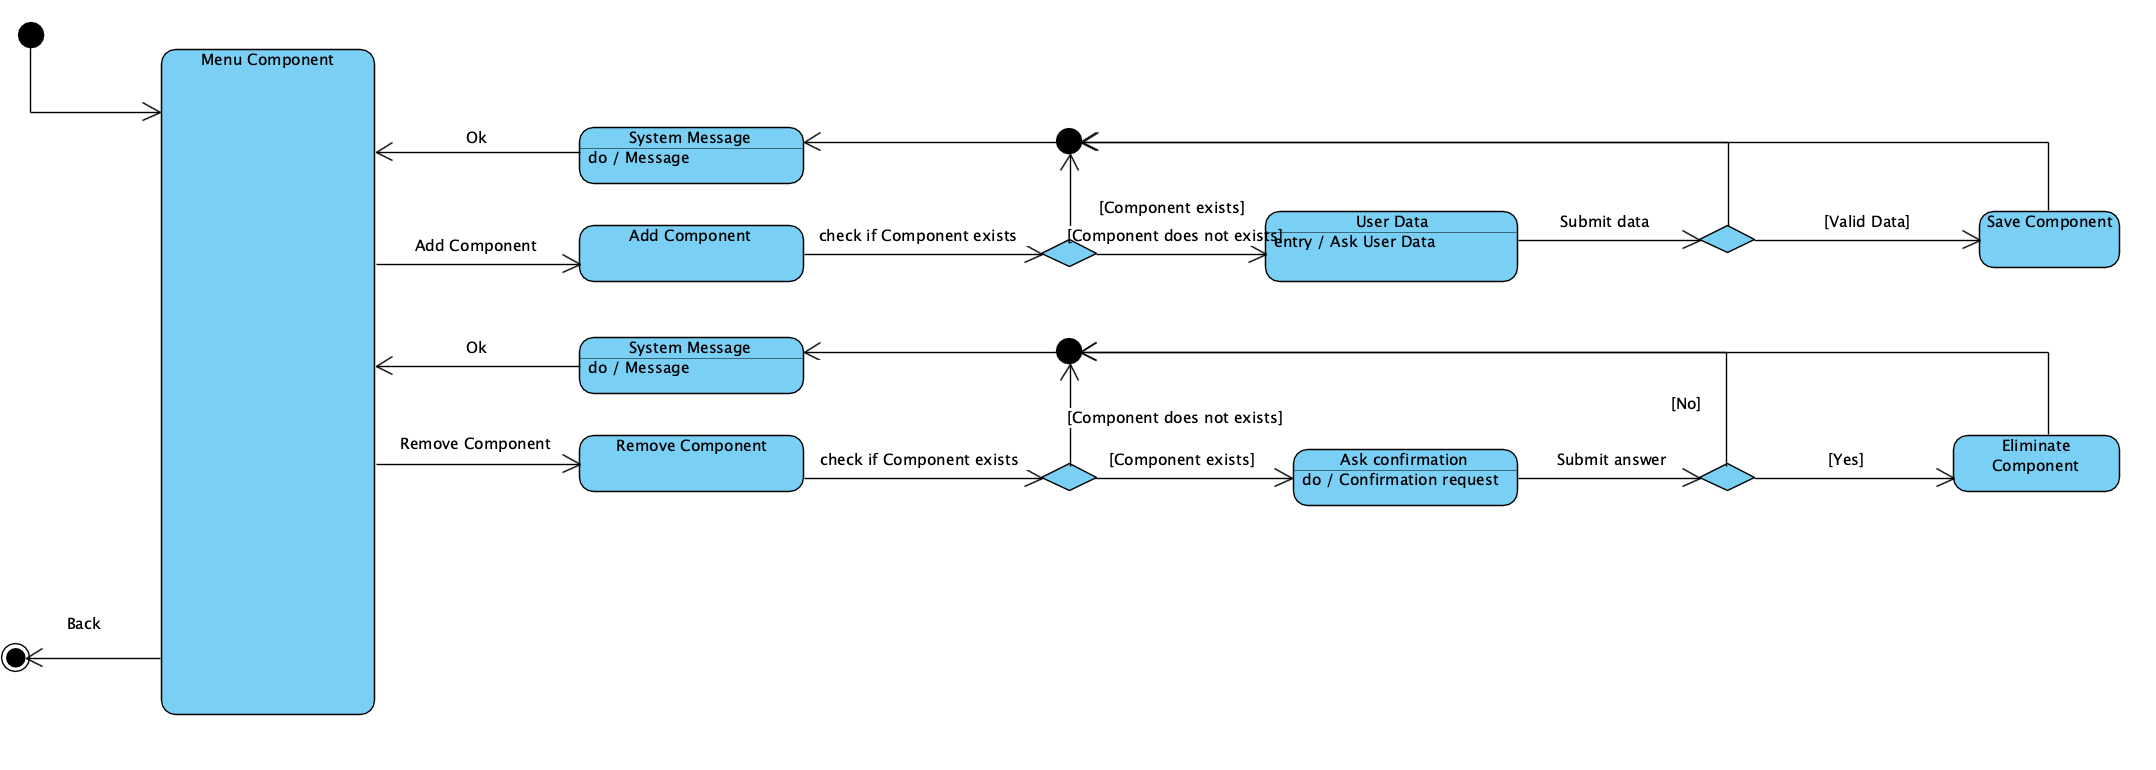 Menu Component
Ok
System Message
do / Message
[Component exists]
Add Component
Add Component
check if Component exists
[Component does not exists]
User Data
entry / Ask User Data
Submit data
[Valid Data]
Save Component
Ok
System Message
do / Message
[Component does not exists]
[No]
Remove Component
Remove Component
check if Component exists
[Component exists]
Ask confirmation
do / Confirmation request
Submit answer
[Yes]
Eliminate
Component
Back